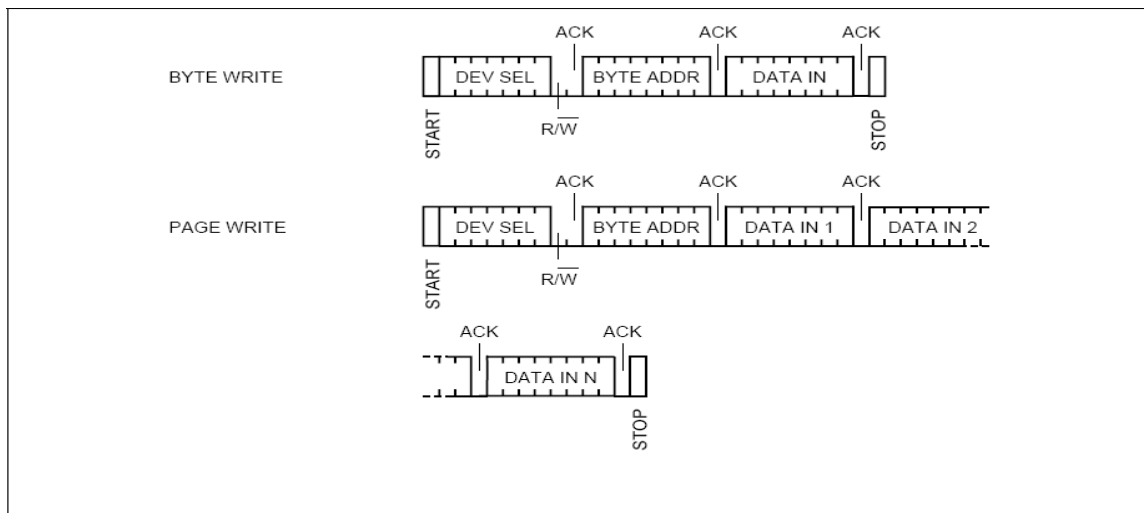 ACK ACK ACK
BYTE WRITE DEV SEL BYTE ADDR DATA IN
START R/W̅ STOP
ACK ACK ACK
PAGE WRITE DEV SEL BYTE ADDR DATA IN 1 DATA IN 2
START R/W̅
ACK ACK
DATA IN N
STOP